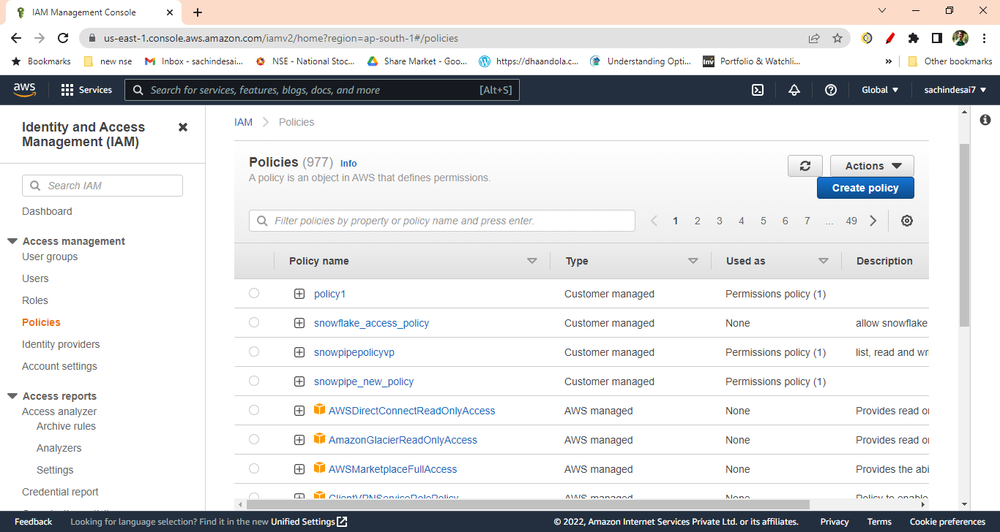 IAM Management Console
us-east-1.console.aws.amazon.com/iamv2/home?region=ap-south-1#/policies
Bookmarks new nse Inbox - sachindesai... NSE - National Stoc... Share Market - Goo... https://dhaandola.c... Understanding Opti... Portfolio & Watchli... » Other bookmarks
aws Services Search for services, features, blogs, docs, and more [Alt+S] Global sachindesai7
Identity and Access
Management (IAM)
Search IAM
Dashboard
Access management
User groups
Users
Roles
Policies
Identity providers
Account settings
Access reports
Access analyzer
Archive rules
Analyzers
Settings
Credential report
IAM Policies
Policies (977) Info
A policy is an object in AWS that defines permissions.
Actions
Create policy
Filter policies by property or policy name and press enter.
1 2 3 4 5 6 7 ... 49
Policy name Type Used as Description
policy1 Customer managed Permissions policy (1)
snowflake_access_policy Customer managed None allow snowflake
snowpipepolicyvp Customer managed Permissions policy (1) list, read and wri
snowpipe_new_policy Customer managed Permissions policy (1)
AWSDirectConnectReadOnlyAccess AWS managed None Provides read o
AmazonGlacierReadOnlyAccess AWS managed None Provides read o
AWSMarketplaceFullAccess AWS managed None Provides the abi
ClientVPNServiceRolePolicy AWS managed None Policy to enable
Feedback Looking for language selection? Find it in the new Unified Settings © 2022, Amazon Internet Services Private Ltd. or its affiliates. Privacy Terms Cookie preferences